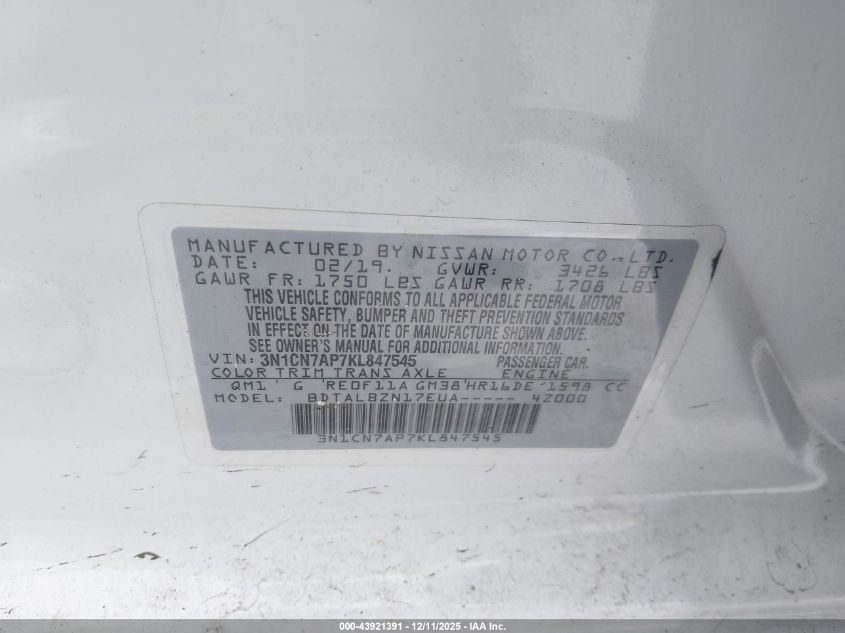 MANUFACTURED BY NISSAN MOTOR CO.,LTD.
DATE: 02/19. GVWR: 3426 LBS
GAWR FR: 1750 LBS GAWR RR: 1708 LBS
THIS VEHICLE CONFORMS TO ALL APPLICABLE FEDERAL MOTOR
VEHICLE SAFETY, BUMPER AND THEFT PREVENTION STANDARDS
IN EFFECT ON THE DATE OF MANUFACTURE SHOWN ABOVE.
SEE OWNER'S MANUAL FOR ADDITIONAL INFORMATION.
VIN: 3N1CN7AP7KL847545 PASSENGER CAR.
COLOR TRIM TRANS AXLE ENGINE
QM1 G RE0F11A GM38 HR16DE 1598 CC
MODEL: BDTALBZN17EUA----- 4Z000
3N1CN7AP7KL847545
000-43921391 - 12/11/2025 - IAA Inc.